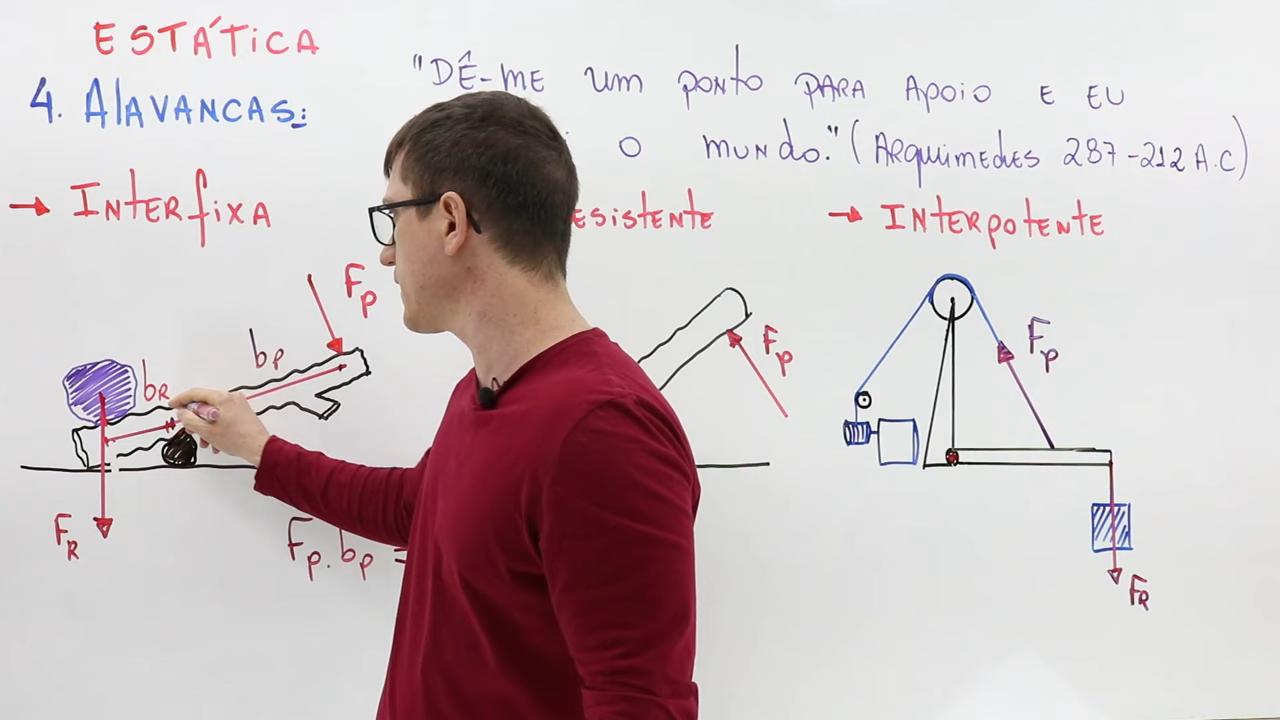 ESTÁTICA
4. ALAVANCAS:
"DÊ-ME UM PONTO PARA APOIO E EU
O MUNDO." (ARQUIMEDES 287-212 A.C)
→ INTERFIXA
ESISTENTE
→ INTERPOTENTE
Fp
bp
bR
FR
Fp
Fp
FR
Fp.bp =